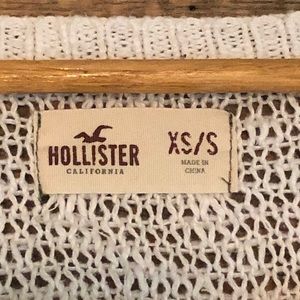 HOLLISTER
CALIFORNIA
XS/S
MADE IN
CHINA